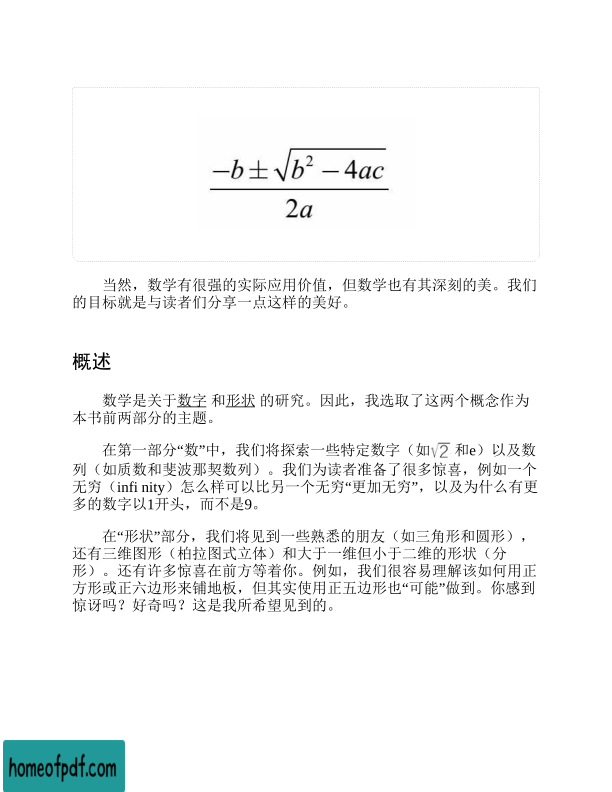 −b ± √b² − 4ac
2a
当然，数学有很强的实际应用价值，但数学也有其深刻的美。我们
的目标就是与读者们分享一点这样的美好。
概述
数学是关于数字 和形状 的研究。因此，我选取了这两个概念作为
本书前两部分的主题。
在第一部分“数”中，我们将探索一些特定数字（如√2 和e）以及数
列（如质数和斐波那契数列）。我们为读者准备了很多惊喜，例如一个
无穷（infi nity）怎么样可以比另一个无穷“更加无穷”，以及为什么有更
多的数字以1开头，而不是9。
在“形状”部分，我们将见到一些熟悉的朋友（如三角形和圆形），
还有三维图形（柏拉图式立体）和大于一维但小于二维的形状（分
形）。还有许多惊喜在前方等着你。例如，我们很容易理解该如何用正
方形或正六边形来铺地板，但其实使用正五边形也“可能”做到。你感到
惊讶吗？好奇吗？这是我所希望见到的。
homeofpdf.com